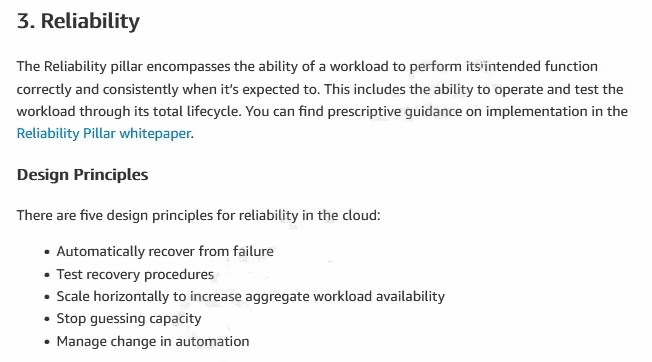 3. Reliability
The Reliability pillar encompasses the ability of a workload to perform its intended function
correctly and consistently when it's expected to. This includes the ability to operate and test the
workload through its total lifecycle. You can find prescriptive guidance on implementation in the
Reliability Pillar whitepaper.
Design Principles
There are five design principles for reliability in the cloud:
• Automatically recover from failure
• Test recovery procedures
• Scale horizontally to increase aggregate workload availability
• Stop guessing capacity
• Manage change in automation